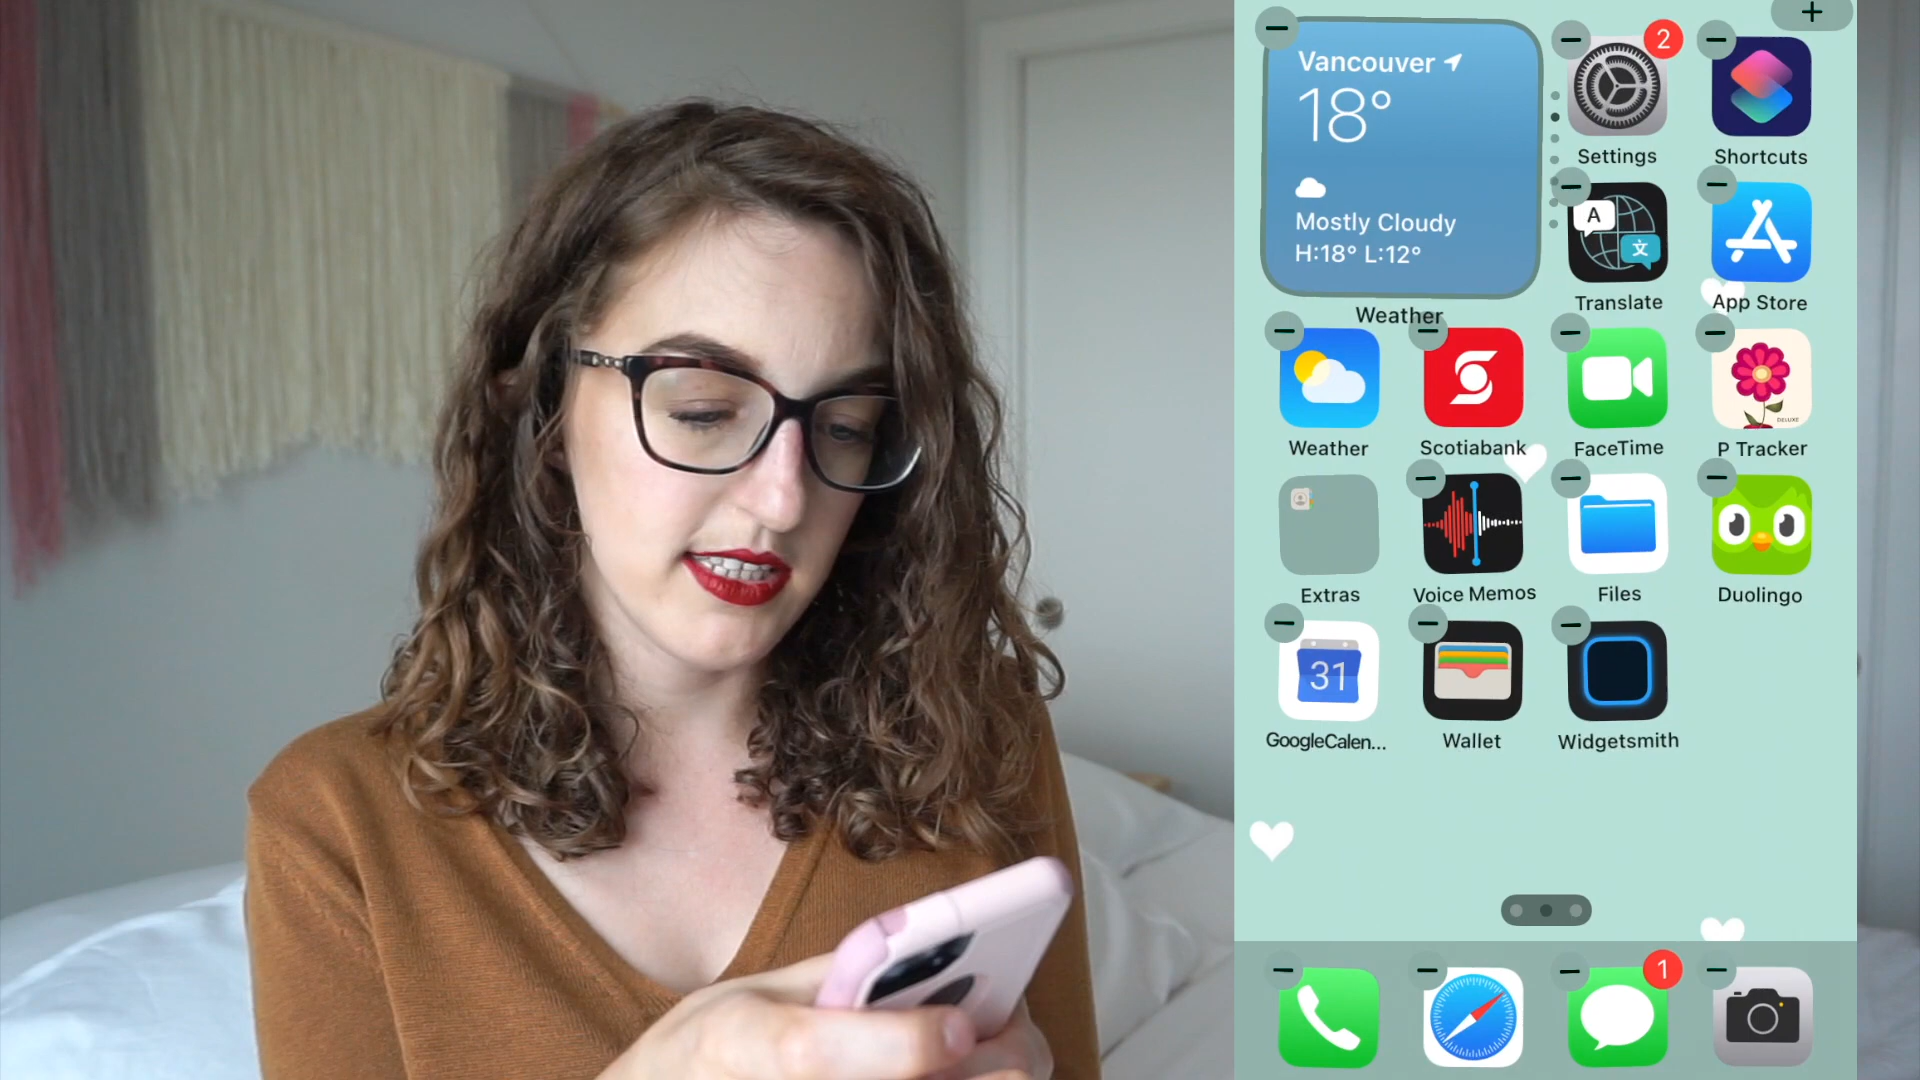 Vancouver
18°
Mostly Cloudy
H:18° L:12°
Weather
2
Settings
Shortcuts
A
文
Translate
App Store
Weather
Scotiabank
FaceTime
DELUXE
P Tracker
Extras
Voice Memos
Files
Duolingo
31
GoogleCalen...
Wallet
Widgetsmith
1